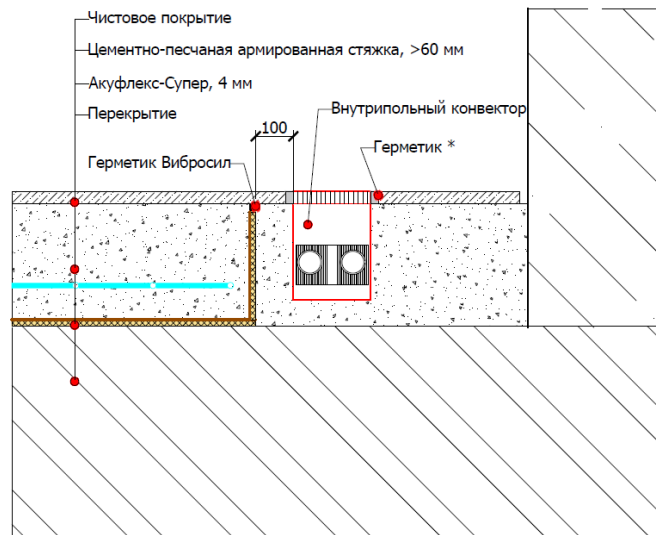 Чистовое покрытие
Цементно-песчаная армированная стяжка, >60 мм
Акуфлекс-Супер, 4 мм
Перекрытие
Внутрипольный конвектор
100
Герметик *
Герметик Вибросил